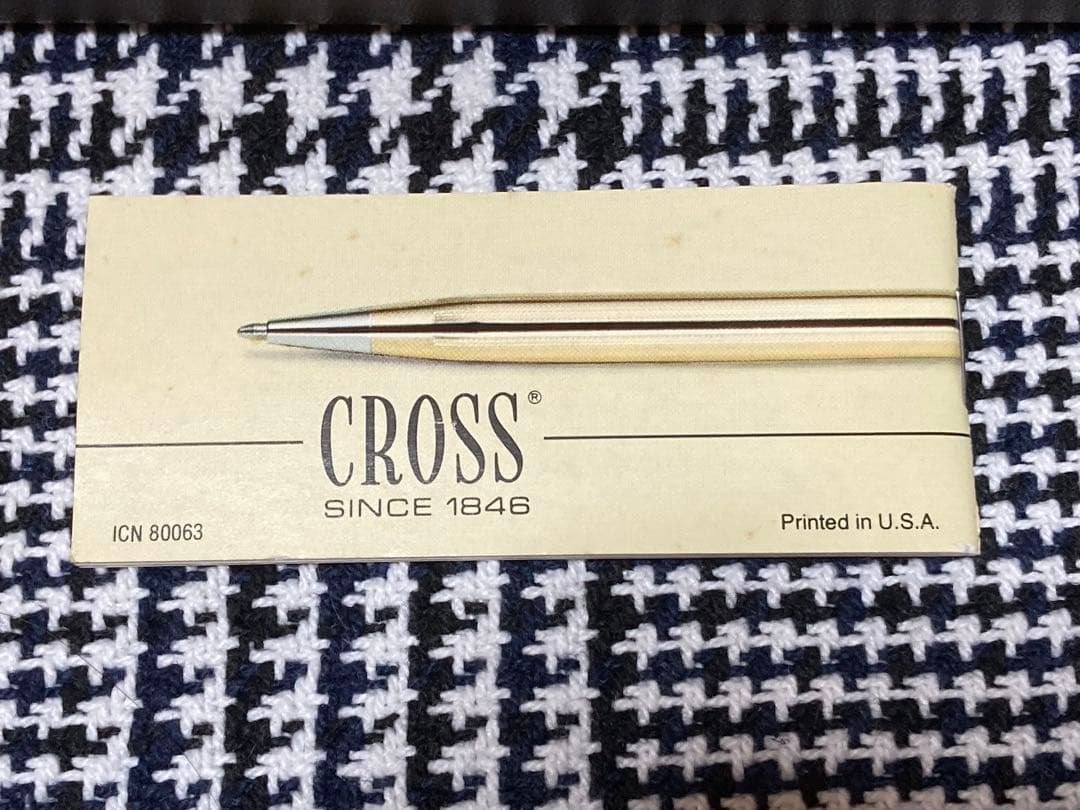 CROSS®
SINCE 1846
ICN 80063
Printed in U.S.A.